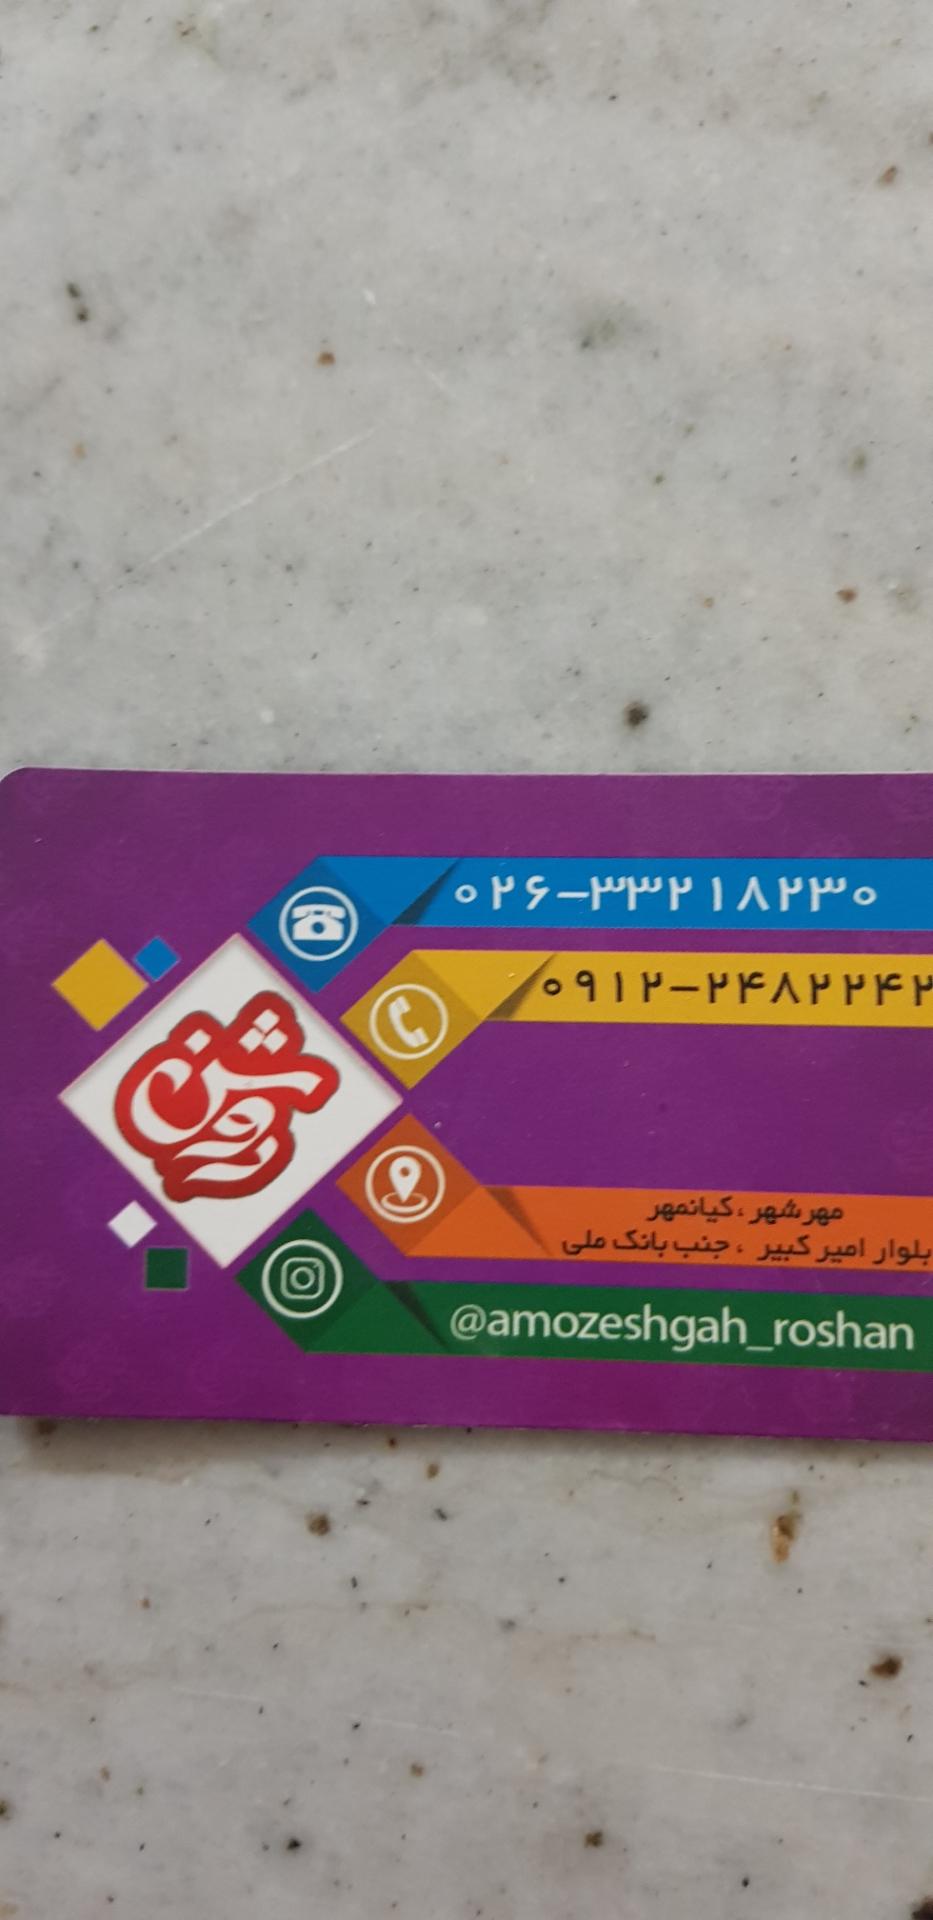 ۰۲۶-۳۳۲۱۸۲۳۰
۰۹۱۲-۲۴۸۲۲۴۲
روشن
مهرشهر ، کیانمهر
بلوار امیر کبیر ، جنب بانک ملی
@amozeshgah_roshan